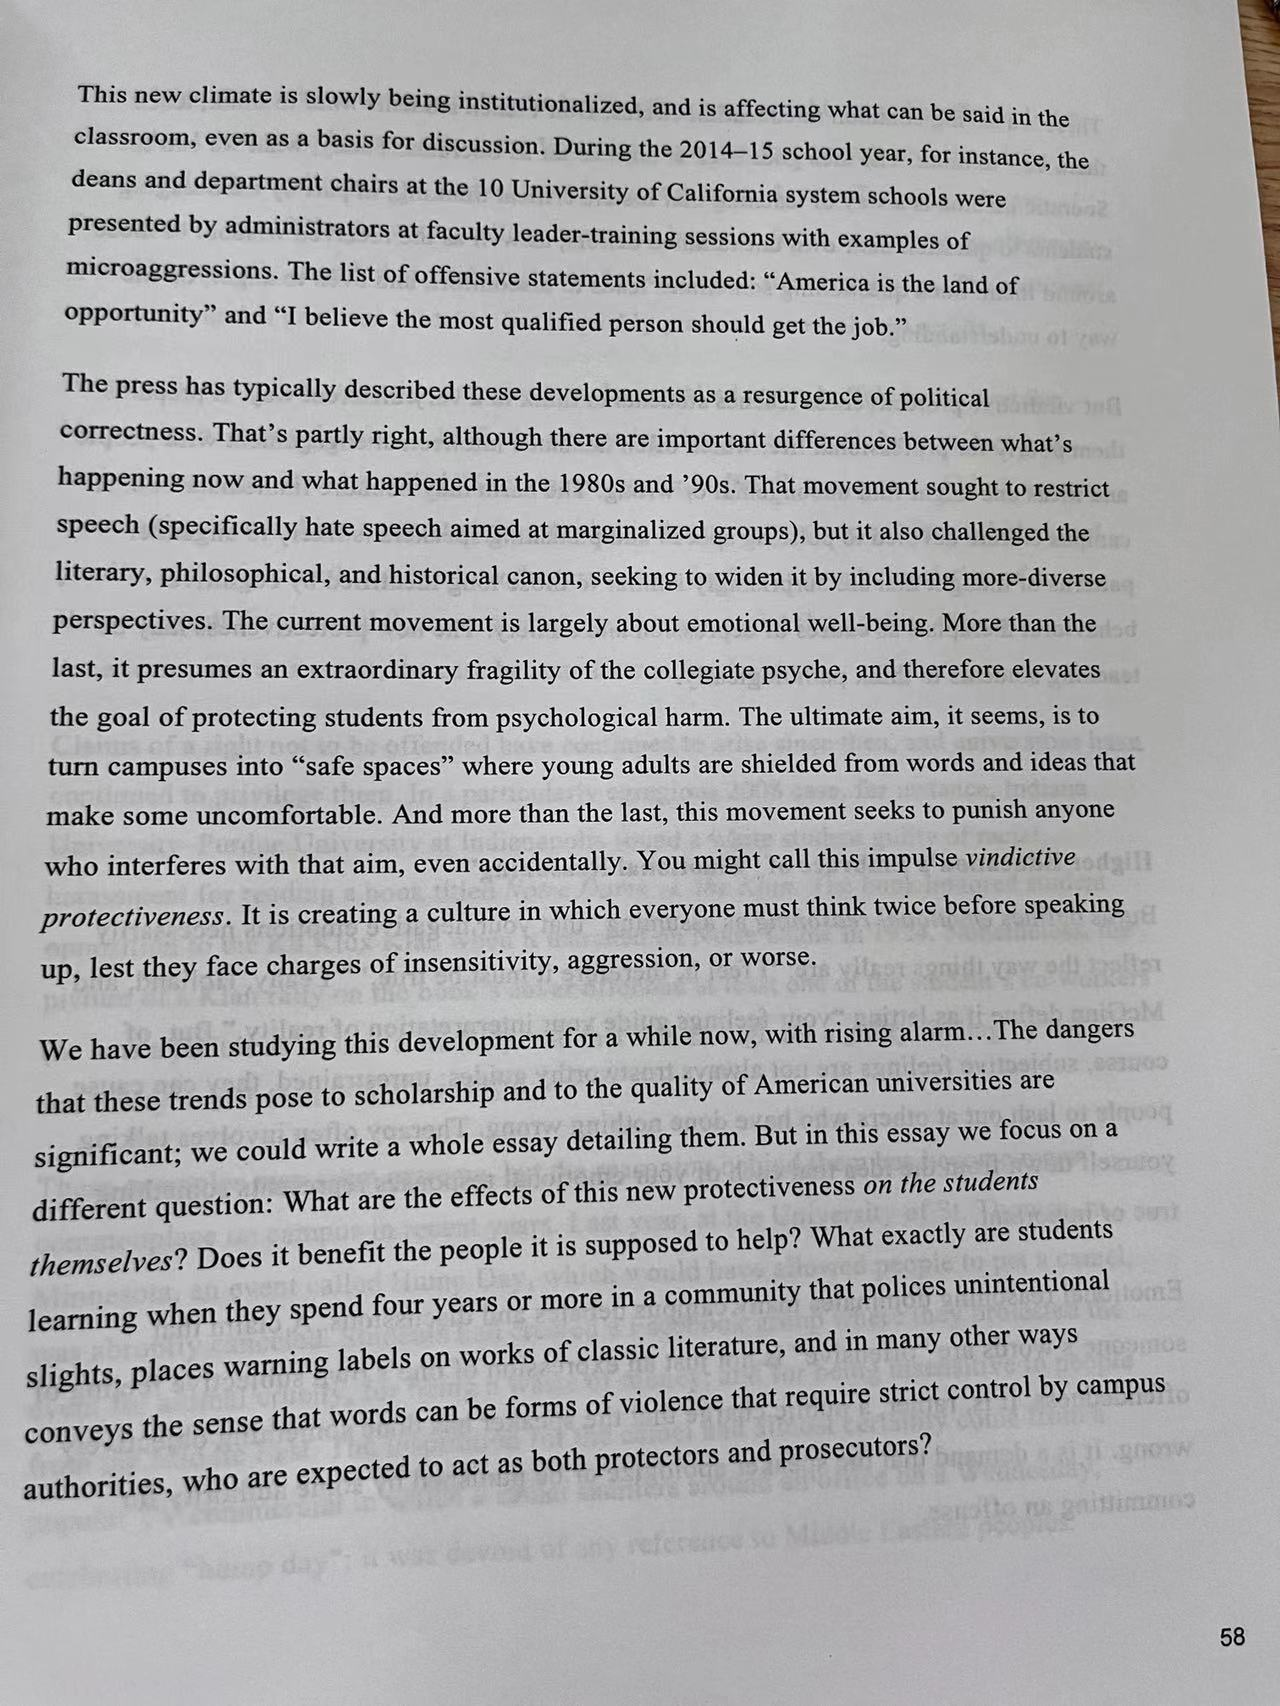 This new climate is slowly being institutionalized, and is affecting what can be said in the
classroom, even as a basis for discussion. During the 2014–15 school year, for instance, the
deans and department chairs at the 10 University of California system schools were
presented by administrators at faculty leader-training sessions with examples of
microaggressions. The list of offensive statements included: “America is the land of
opportunity” and “I believe the most qualified person should get the job.”
The press has typically described these developments as a resurgence of political
correctness. That’s partly right, although there are important differences between what’s
happening now and what happened in the 1980s and ’90s. That movement sought to restrict
speech (specifically hate speech aimed at marginalized groups), but it also challenged the
literary, philosophical, and historical canon, seeking to widen it by including more-diverse
perspectives. The current movement is largely about emotional well-being. More than the
last, it presumes an extraordinary fragility of the collegiate psyche, and therefore elevates
the goal of protecting students from psychological harm. The ultimate aim, it seems, is to
turn campuses into “safe spaces” where young adults are shielded from words and ideas that
make some uncomfortable. And more than the last, this movement seeks to punish anyone
who interferes with that aim, even accidentally. You might call this impulse vindictive
protectiveness. It is creating a culture in which everyone must think twice before speaking
up, lest they face charges of insensitivity, aggression, or worse.
We have been studying this development for a while now, with rising alarm…The dangers
that these trends pose to scholarship and to the quality of American universities are
significant; we could write a whole essay detailing them. But in this essay we focus on a
different question: What are the effects of this new protectiveness on the students
themselves? Does it benefit the people it is supposed to help? What exactly are students
learning when they spend four years or more in a community that polices unintentional
slights, places warning labels on works of classic literature, and in many other ways
conveys the sense that words can be forms of violence that require strict control by campus
authorities, who are expected to act as both protectors and prosecutors?
58